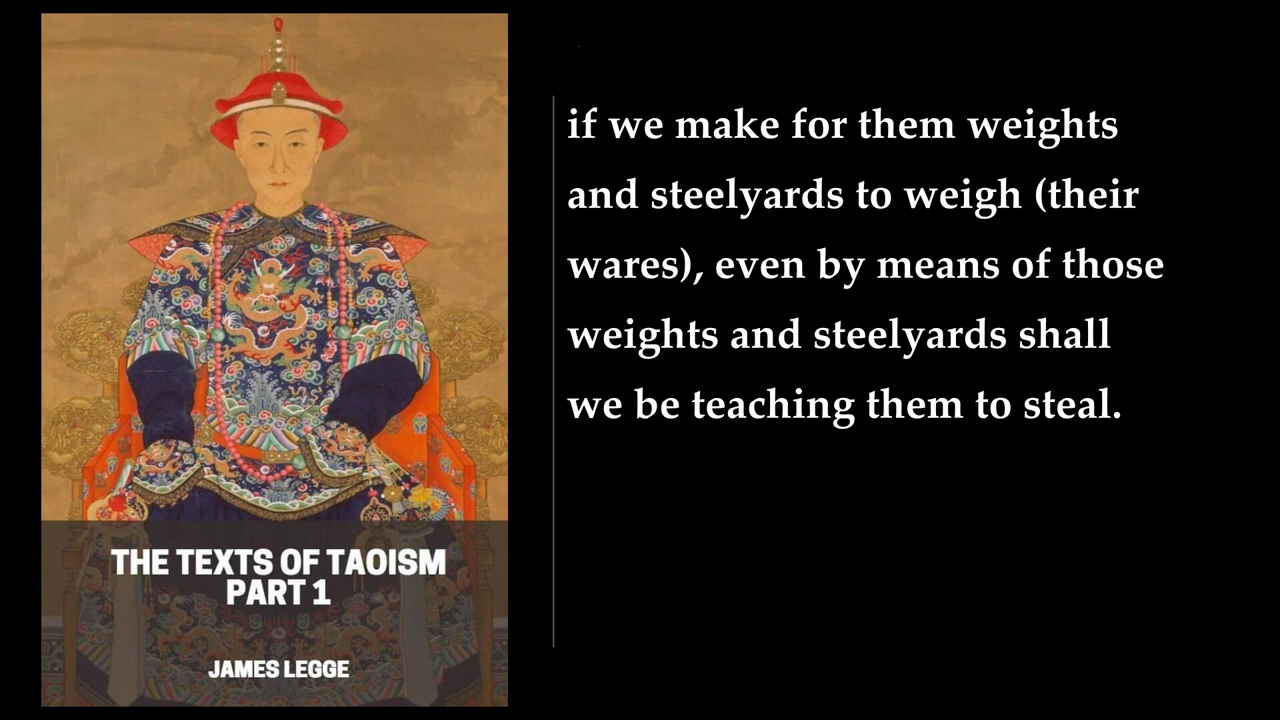 if we make for them weights
and steelyards to weigh (their
wares), even by means of those
weights and steelyards shall
we be teaching them to steal.
THE TEXTS OF TAOISM
PART 1
JAMES LEGGE